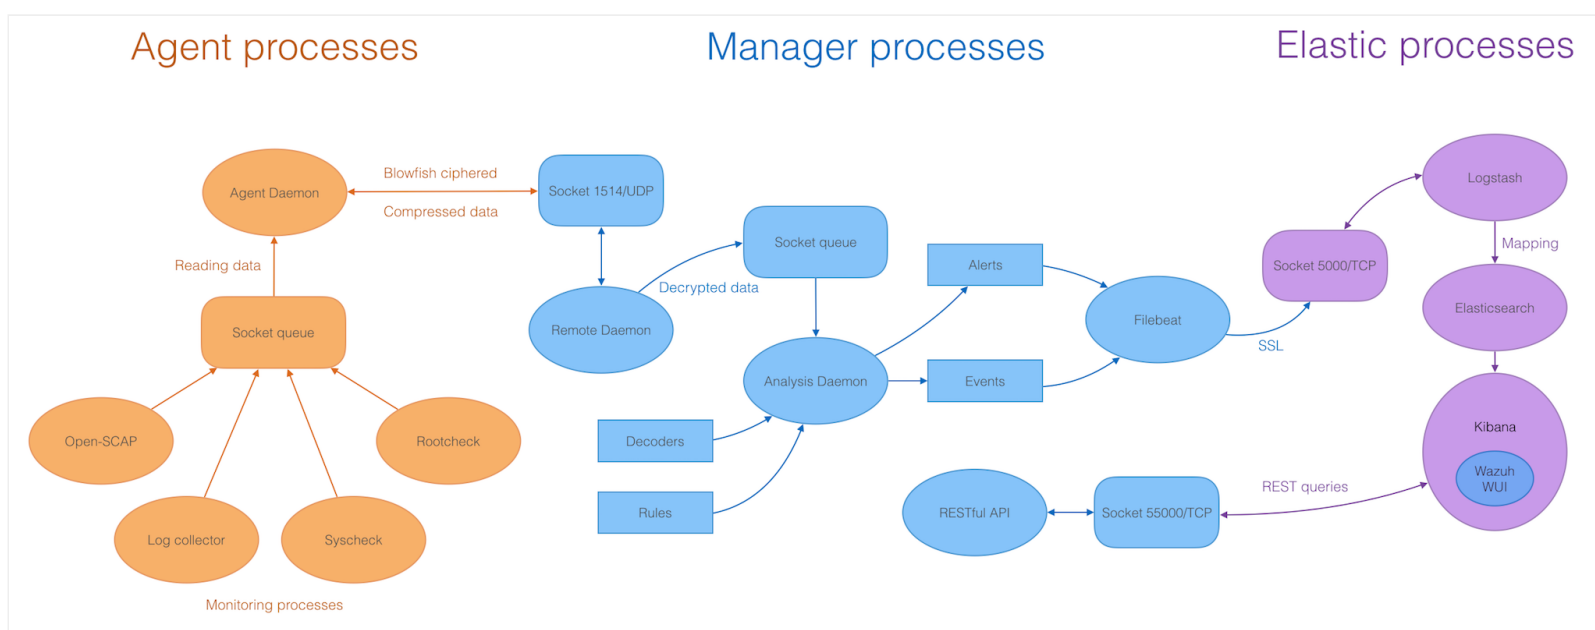 Agent processes
Manager processes
Elastic processes
Agent Daemon
Blowfish ciphered
Compressed data
Socket 1514/UDP
Reading data
Socket queue
Open-SCAP
Rootcheck
Log collector
Syscheck
Monitoring processes
Remote Daemon
Decrypted data
Socket queue
Analysis Daemon
Decoders
Rules
Alerts
Events
Filebeat
SSL
RESTful API
Socket 55000/TCP
REST queries
Socket 5000/TCP
Logstash
Mapping
Elasticsearch
Kibana
Wazuh
WUI